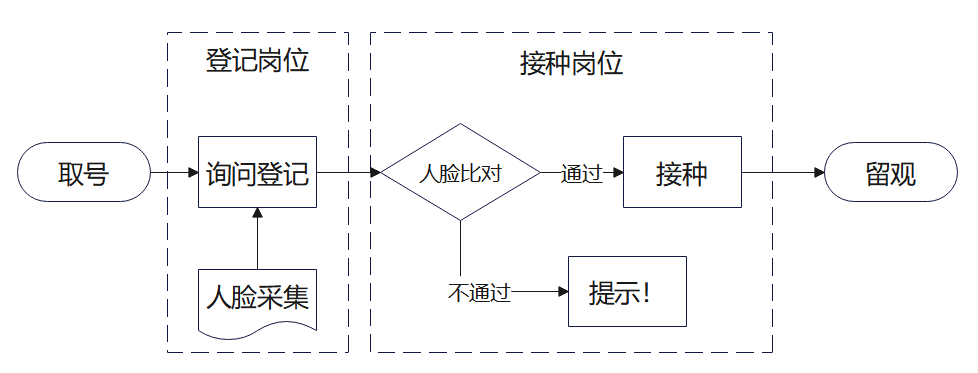 登记岗位
接种岗位
取号
询问登记
人脸比对
通过
接种
留观
人脸采集
不通过
提示！